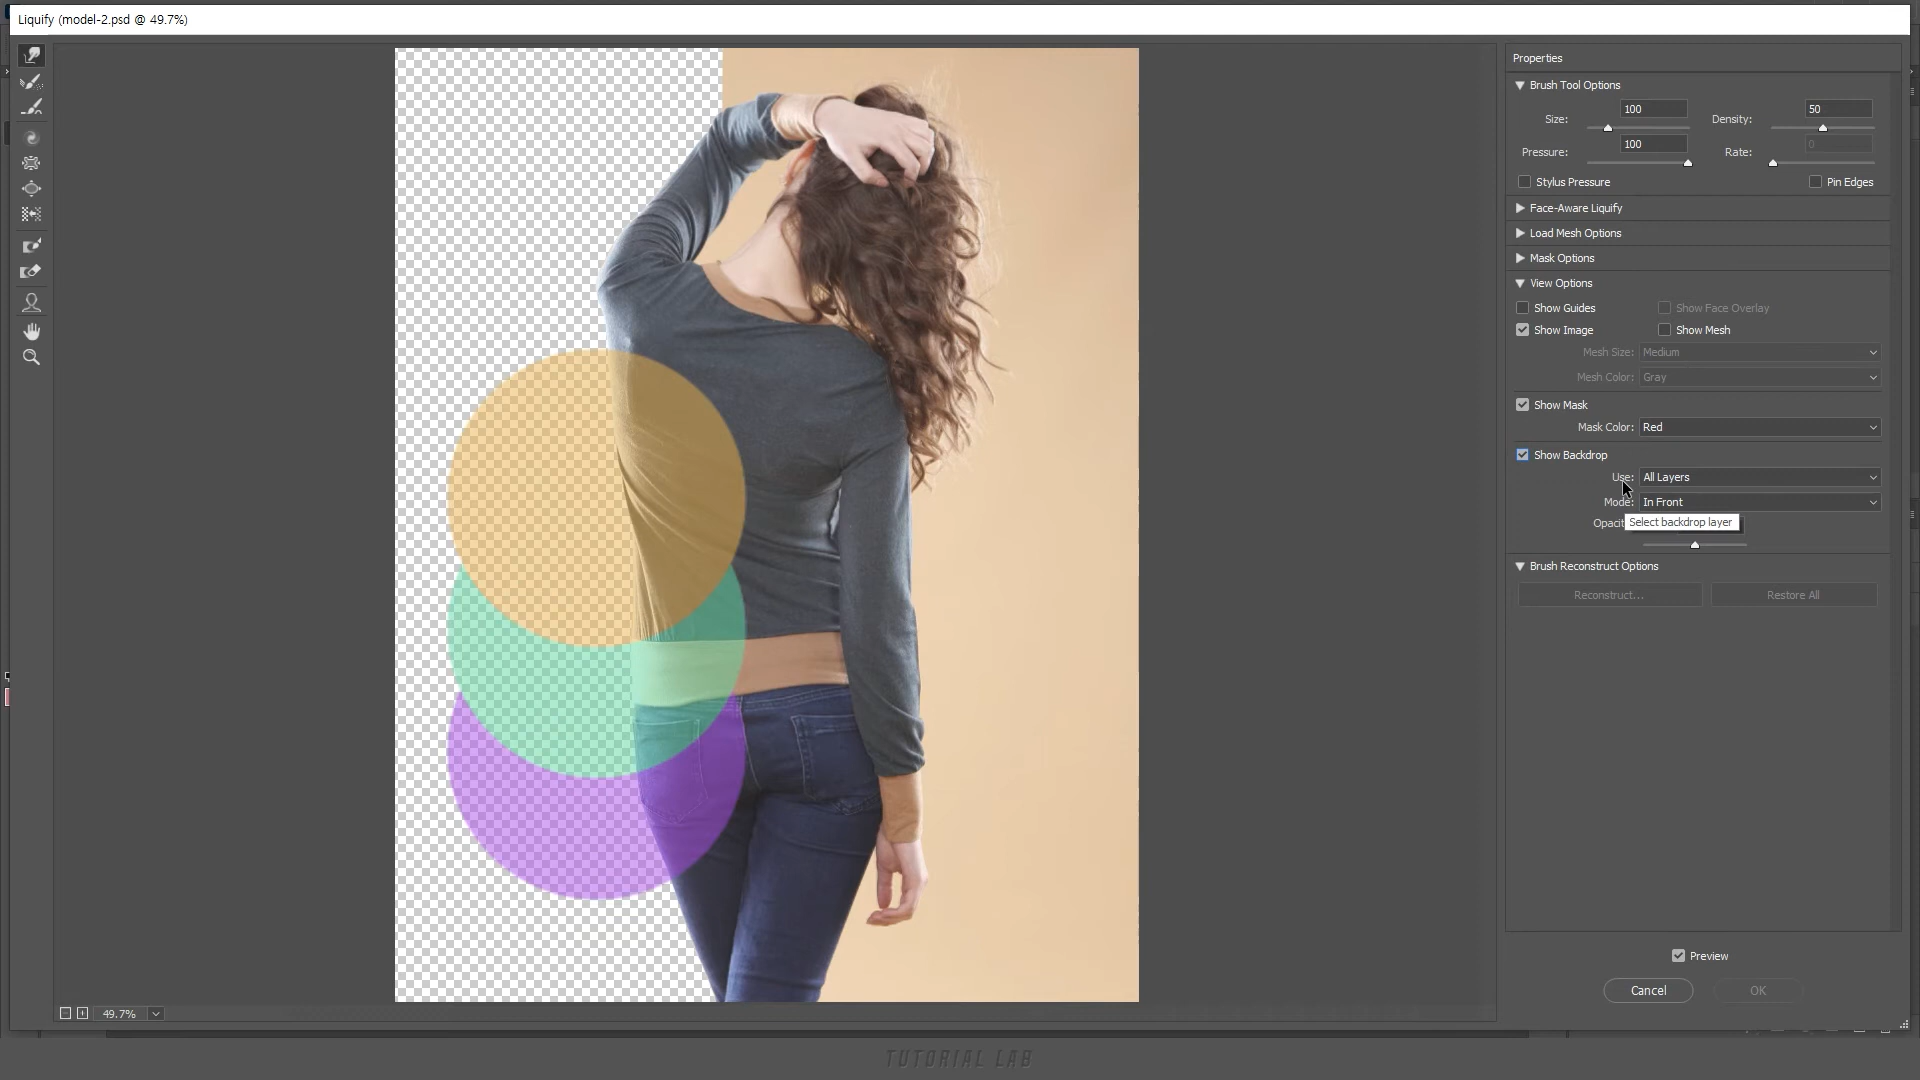 Liquify (model-2.psd @ 49.7%)
Properties
Brush Tool Options
Size: 100 Density: 50
Pressure: 100 Rate: 0
Stylus Pressure Pin Edges
Face-Aware Liquify
Load Mesh Options
Mask Options
View Options
Show Guides Show Face Overlay
Show Image Show Mesh
Mesh Size: Medium
Mesh Color: Gray
Show Mask
Mask Color: Red
Show Backdrop
Use: All Layers
Mode: In Front
Opacit
Select backdrop layer
Brush Reconstruct Options
Reconstruct... Restore All
Preview
Cancel OK
49.7%
TUTORIAL LAB